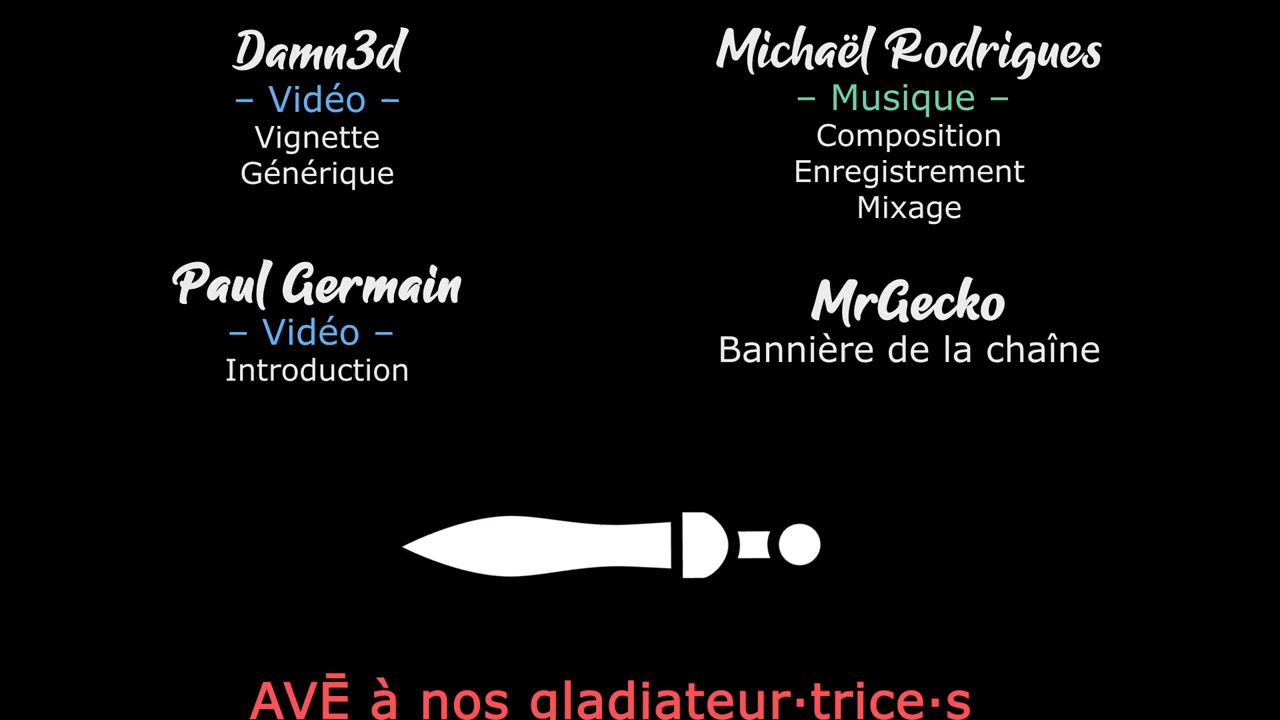 Damn3d
– Vidéo –
Vignette
Générique
Michaël Rodrigues
– Musique –
Composition
Enregistrement
Mixage
Paul Germain
– Vidéo –
Introduction
MrGecko
Bannière de la chaîne
AVĒ à nos gladiateur·trice·s